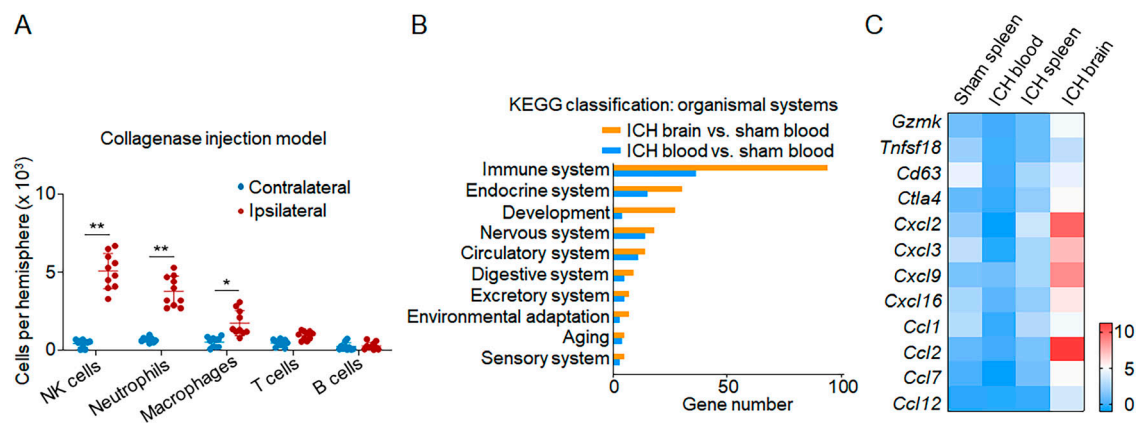 A
Collagenase injection model
Contralateral
Ipsilateral
Cells per hemisphere (x 10³)
10
5
0
**
**
*
NK cells
Neutrophils
Macrophages
T cells
B cells
B
KEGG classification: organismal systems
ICH brain vs. sham blood
ICH blood vs. sham blood
Immune system
Endocrine system
Development
Nervous system
Circulatory system
Digestive system
Excretory system
Environmental adaptation
Aging
Sensory system
0 50 100
Gene number
C
Sham spleen
ICH blood
ICH spleen
ICH brain
Gzmk
Tnfsf18
Cd63
Ctla4
Cxcl2
Cxcl3
Cxcl9
Cxcl16
Ccl1
Ccl2
Ccl7
Ccl12
10
5
0